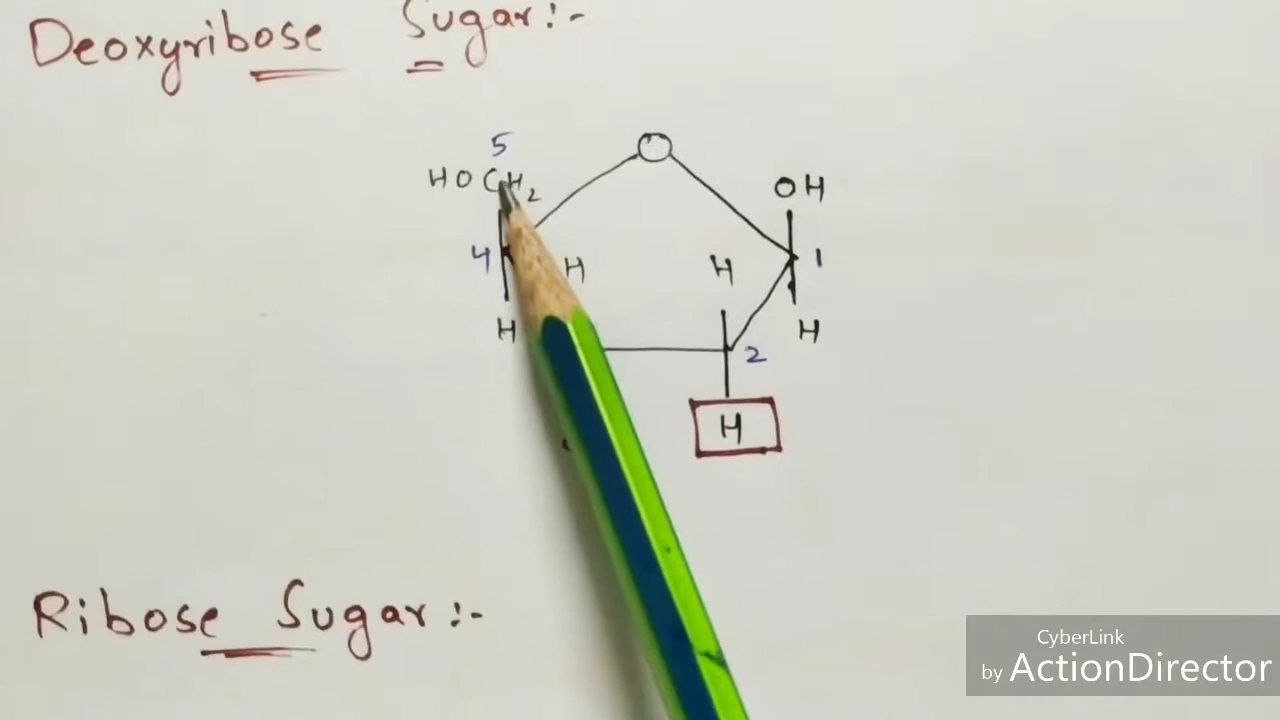 Deoxyribose Sugar:-
5
HOCH2 OH
4 H H 1
H H
2
H
Ribose Sugar:-
CyberLink
by ActionDirector